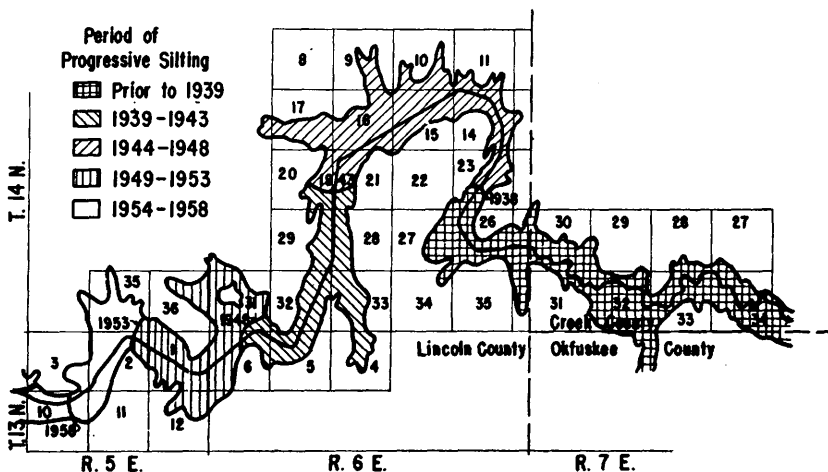 Period of
Progressive Silting
Prior to 1939
1939-1943
1944-1948
1949-1953
1954-1958
8 9 10 11
17 16 15 14
20 21 22 23
1938
29 28 27 26 30 29 28 27
35 36 31 32 33 34 35 31 32 33 34
1953
Creek County
3 2 1 6 5 4
Lincoln County Okfuskee County
10 11 12
1958
T. 14 N.
T. 13 N.
R. 5 E. R. 6 E. R. 7 E.